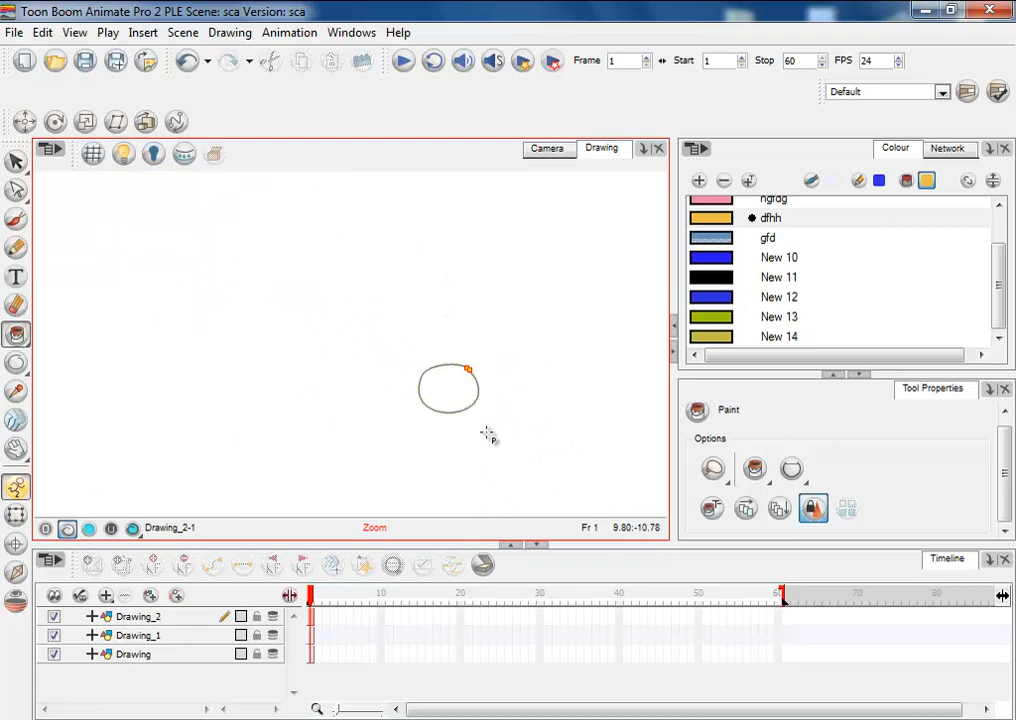 Toon Boom Animate Pro 2 PLE Scene: sca Version: sca
File Edit View Play Insert Scene Drawing Animation Windows Help
Frame 1 Start 1 Stop 60 FPS 24
Default
Camera Drawing
Colour Network
ngfdg
dfhh
gfd
New 10
New 11
New 12
New 13
New 14
Tool Properties
Paint
Options
Drawing_2-1 Zoom Fr 1 9.80:-10.78
Timeline
10 20 30 40 50 60 70 80
Drawing_2
Drawing_1
Drawing